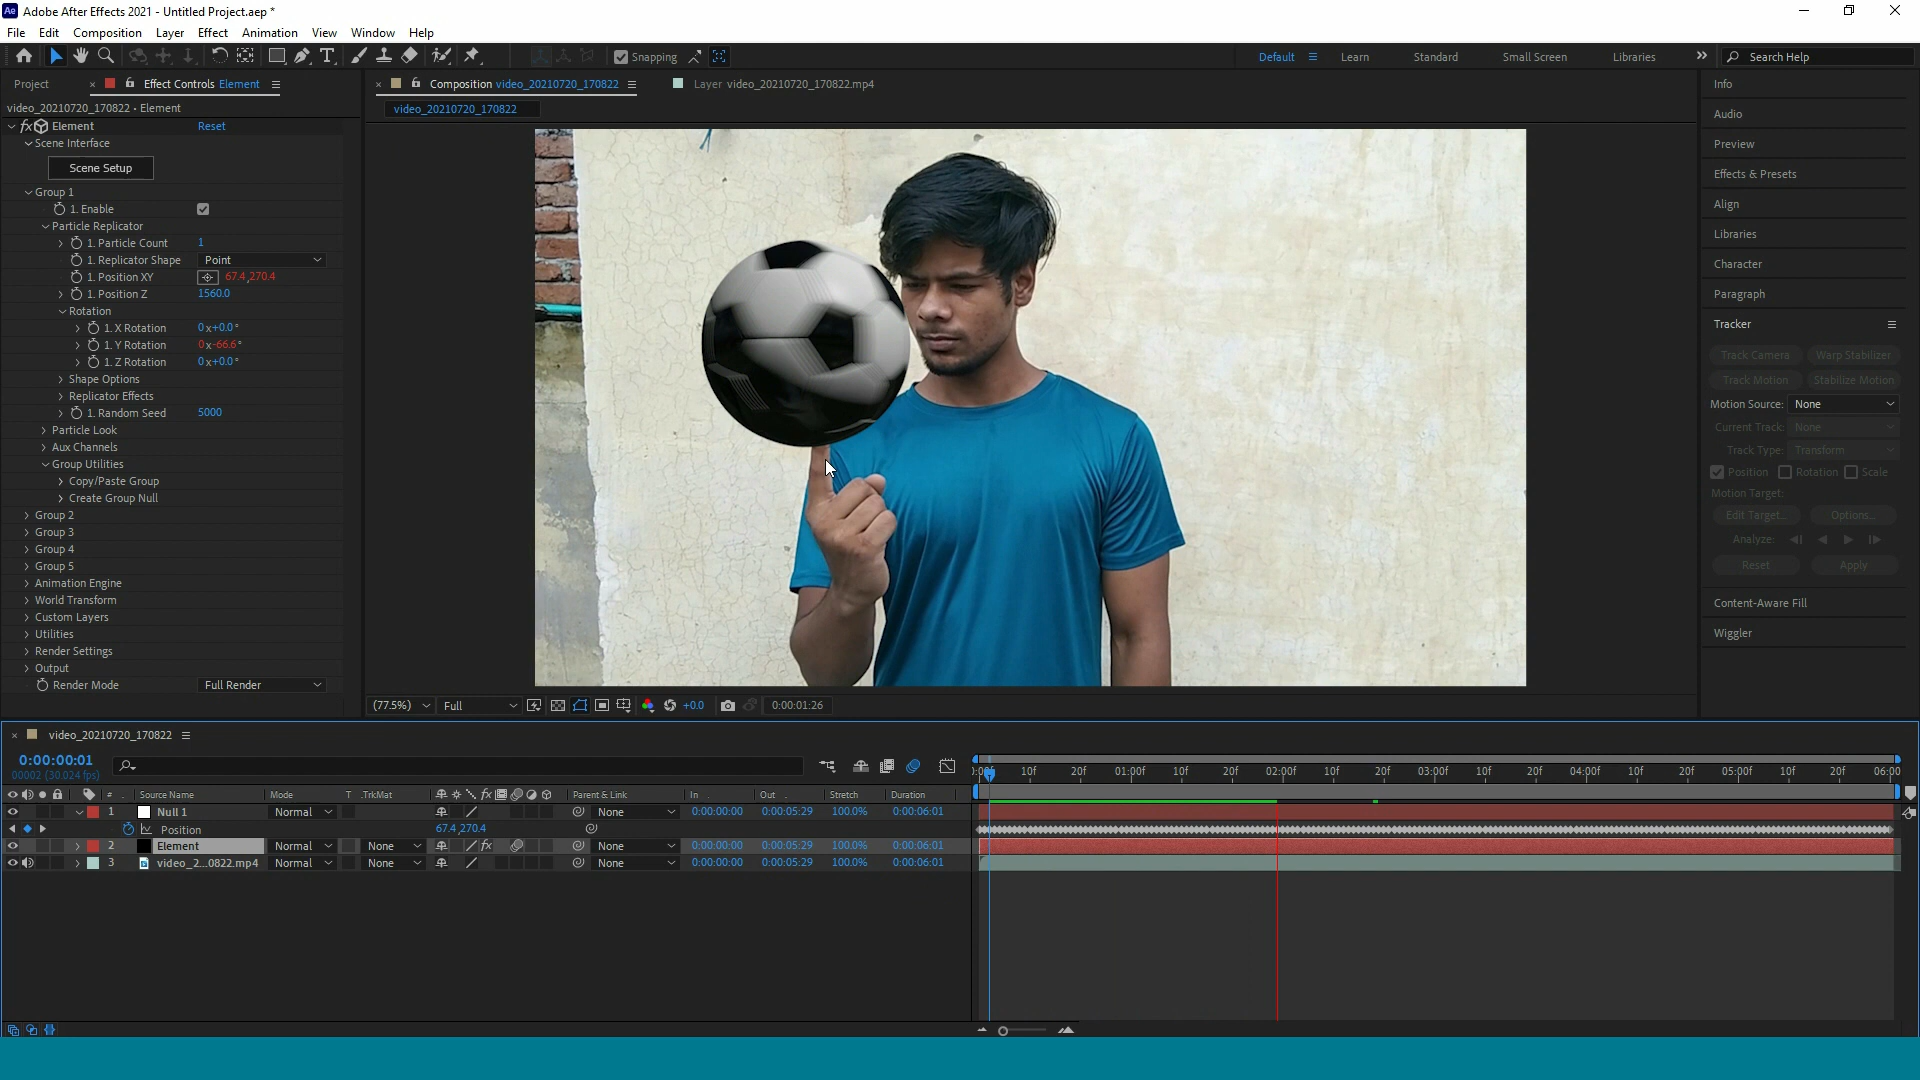 Ae Adobe After Effects 2021 - Untitled Project.aep *
File Edit Composition Layer Effect Animation View Window Help
Snapping Default Learn Standard Small Screen Libraries Search Help
Project Effect Controls Element
Composition video_20210720_170822 Layer video_20210720_170822.mp4
video_20210720_170822 • Element
video_20210720_170822
fx Element Reset
Scene Interface
Scene Setup
Group 1
1. Enable
Particle Replicator
1. Particle Count 1
1. Replicator Shape Point
1. Position XY 67.4,270.4
1. Position Z 1560.0
Rotation
1. X Rotation 0x+0.0°
1. Y Rotation 0x-66.6°
1. Z Rotation 0x+0.0°
Shape Options
Replicator Effects
1. Random Seed 5000
Particle Look
Aux Channels
Group Utilities
Copy/Paste Group
Create Group Null
Group 2
Group 3
Group 4
Group 5
Animation Engine
World Transform
Custom Layers
Utilities
Render Settings
Output
Render Mode Full Render
(77.5%) Full +0.0 0:00:01:26
Info
Audio
Preview
Effects & Presets
Align
Libraries
Character
Paragraph
Tracker
Track Camera Warp Stabilizer
Track Motion Stabilize Motion
Motion Source: None
Current Track: None
Track Type: Transform
Position Rotation Scale
Motion Target:
Edit Target... Options...
Analyze:
Reset Apply
Content-Aware Fill
Wiggler
video_20210720_170822
0:00:00:01
00002 (30.024 fps)
10f 20f 01:00f 10f 20f 02:00f 10f 20f 03:00f 10f 20f 04:00f 10f 20f 05:00f 10f 20f 06:00
# Source Name Mode T .TrkMat fx Parent & Link In Out Stretch Duration
1 Null 1 Normal None 0:00:00:00 0:00:05:29 100.0% 0:00:06:01
Position 67.4,270.4
2 Element Normal None fx None 0:00:00:00 0:00:05:29 100.0% 0:00:06:01
3 video_2...0822.mp4 Normal None None 0:00:00:00 0:00:05:29 100.0% 0:00:06:01